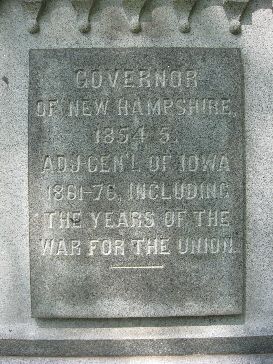 GOVERNOR
OF NEW HAMPSHIRE,
1854-5.
ADJ. GEN'L. OF IOWA
1861-76, INCLUDING
THE YEARS OF THE
WAR FOR THE UNION.